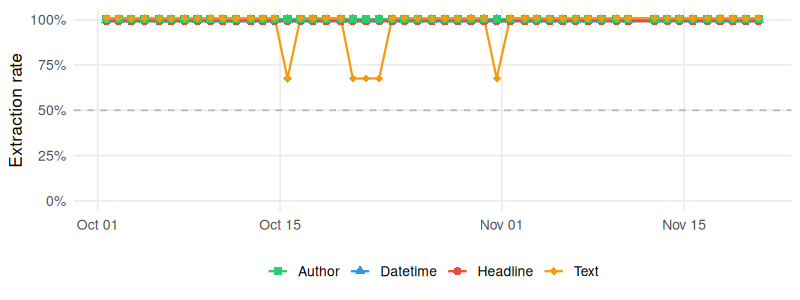 100%
75%
50%
25%
0%
Extraction rate
Oct 01 Oct 15 Nov 01 Nov 15
Author Datetime Headline Text